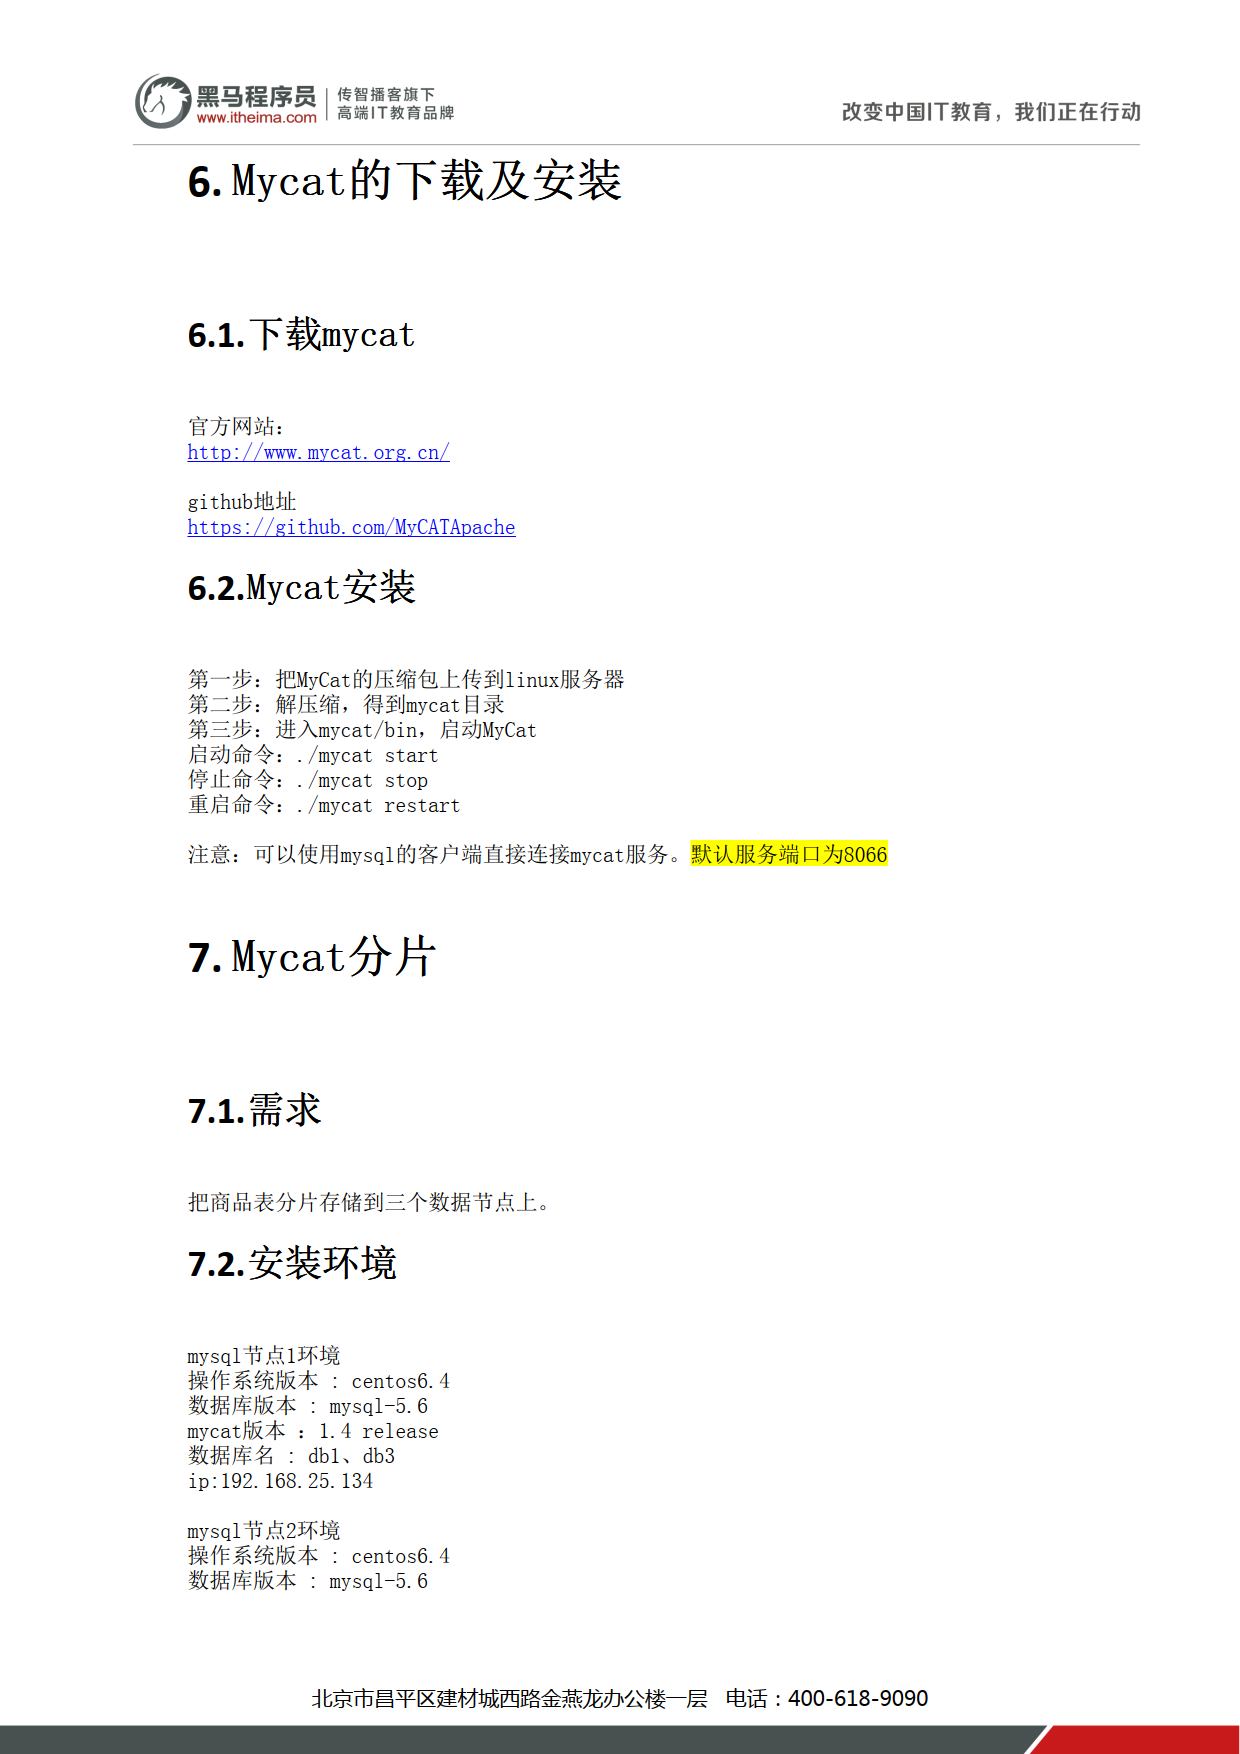 黑马程序员
www.itheima.com
传智播客旗下
高端IT教育品牌
改变中国IT教育，我们正在行动
6. Mycat的下载及安装
6.1.下载mycat
官方网站：
http://www.mycat.org.cn/
github地址
https://github.com/MyCATApache
6.2.Mycat安装
第一步：把MyCat的压缩包上传到linux服务器
第二步：解压缩，得到mycat目录
第三步：进入mycat/bin，启动MyCat
启动命令：./mycat start
停止命令：./mycat stop
重启命令：./mycat restart
注意：可以使用mysql的客户端直接连接mycat服务。默认服务端口为8066
7. Mycat分片
7.1.需求
把商品表分片存储到三个数据节点上。
7.2.安装环境
mysql节点1环境
操作系统版本 : centos6.4
数据库版本 : mysql-5.6
mycat版本 ：1.4 release
数据库名 : db1、db3
ip:192.168.25.134
mysql节点2环境
操作系统版本 : centos6.4
数据库版本 : mysql-5.6
北京市昌平区建材城西路金燕龙办公楼一层 电话：400-618-9090